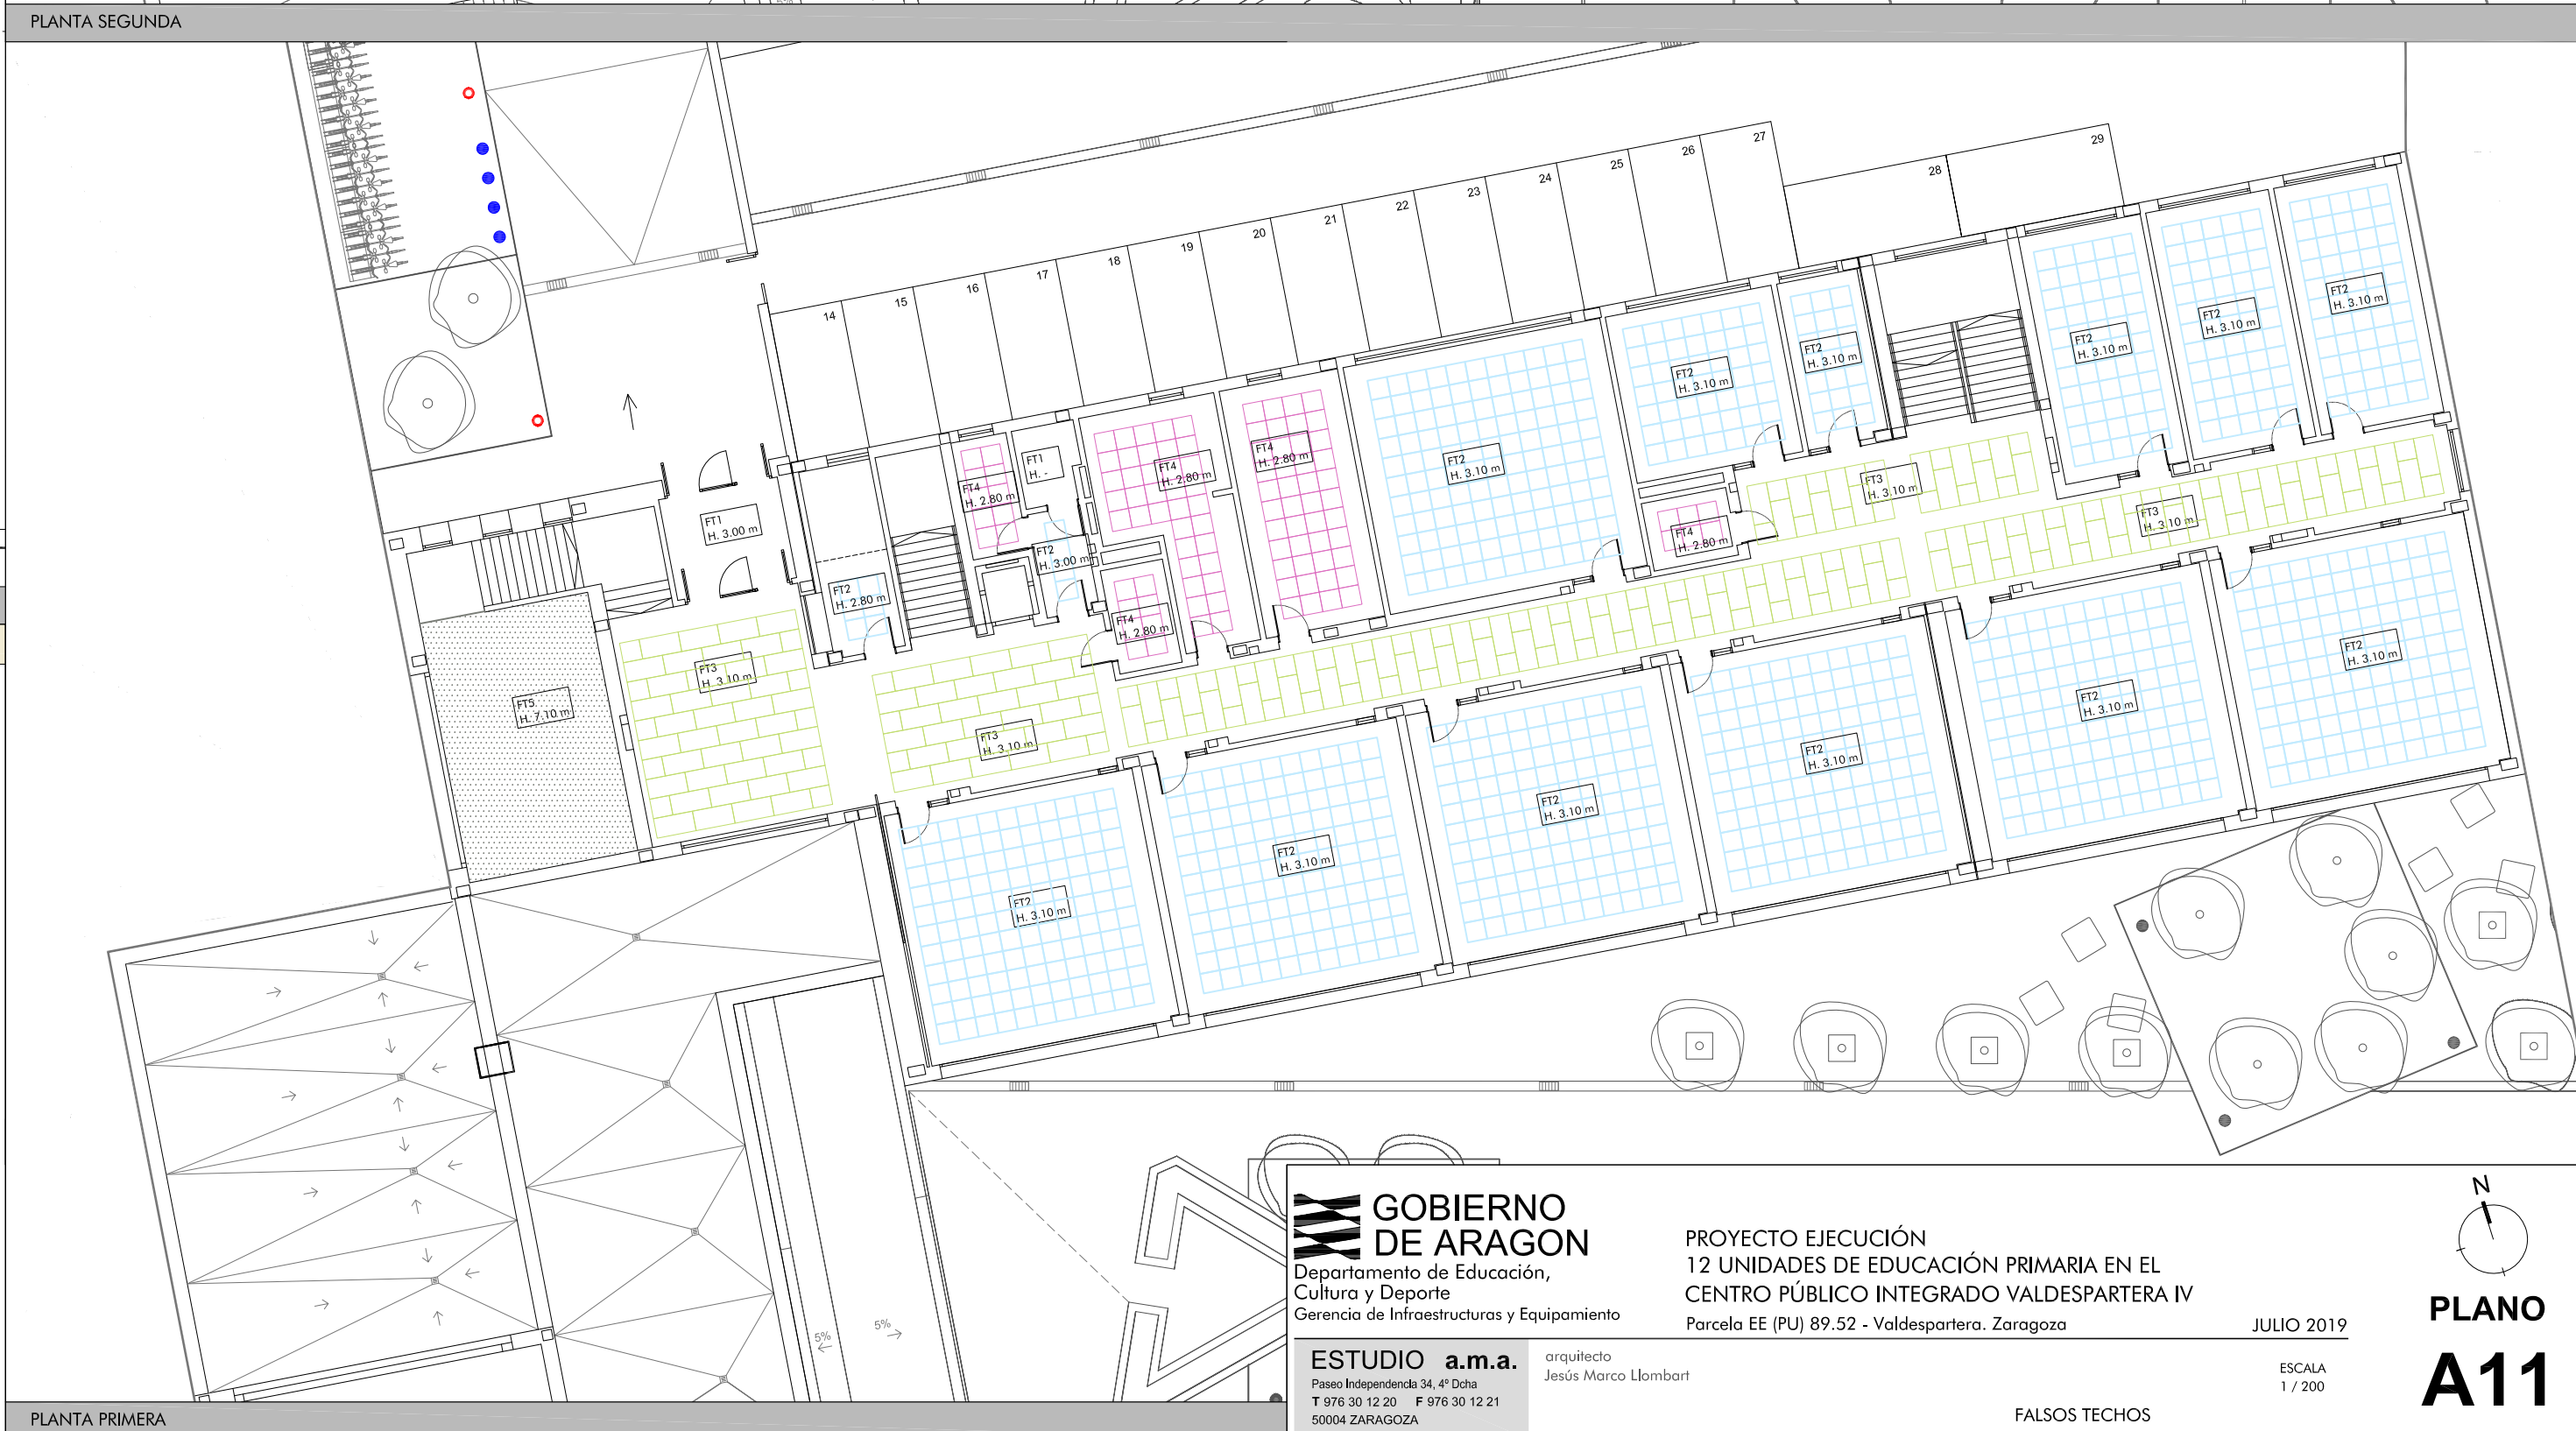 5%
PLANTA SEGUNDA
14
15
16
17
18
19
20
21
22
23
24
25
26
27
28
29
FT2
H. 3.10 m
FT2
H. 3.10 m
FT2
H. 3.10 m
FT2
H. 3.10 m
FT2
H. 3.10 m
FT2
H. 3.10 m
FT4
H. 2.80 m
FT4
H. 2.80 m
FT1
H. -
FT4
H. 2.80 m
FT3
H. 3.10 m
FT3
H. 3.10 m
FT1
H. 3.00 m
FT4
H. 2.80 m
FT2
H. 3.00 m
FT2
H. 2.80 m
FT4
H. 2.80 m
FT3
H. 3.10 m
FT5
H. 7.10 m
FT3
H. 3.10 m
FT2
H. 3.10 m
FT2
H. 3.10 m
FT2
H. 3.10 m
FT2
H. 3.10 m
FT2
H. 3.10 m
FT2
H. 3.10 m
5%
5%
GOBIERNO
DE ARAGON
Departamento de Educación,
Cultura y Deporte
Gerencia de Infraestructuras y Equipamiento
PROYECTO EJECUCIÓN
12 UNIDADES DE EDUCACIÓN PRIMARIA EN EL
CENTRO PÚBLICO INTEGRADO VALDESPARTERA IV
Parcela EE (PU) 89.52 - Valdespartera. Zaragoza
JULIO 2019
N
PLANO
A11
ESTUDIO a.m.a.
Paseo Independencia 34, 4º Dcha
T 976 30 12 20 F 976 30 12 21
50004 ZARAGOZA
arquitecto
Jesús Marco Llombart
ESCALA
1 / 200
FALSOS TECHOS
PLANTA PRIMERA